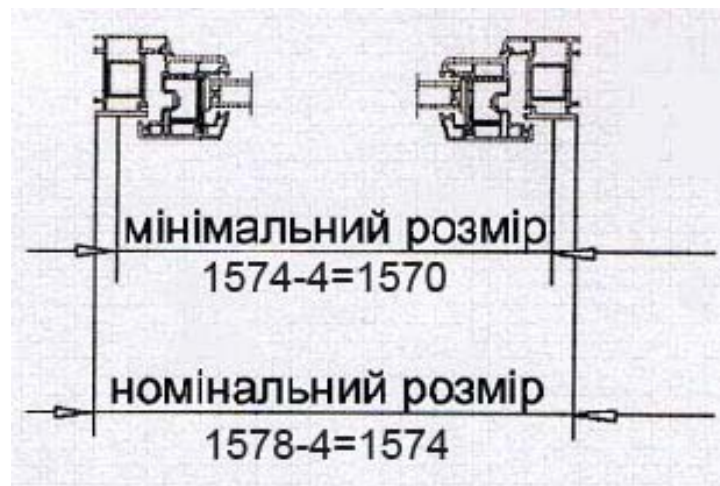 мінімальний розмір
1574-4=1570
номінальний розмір
1578-4=1574